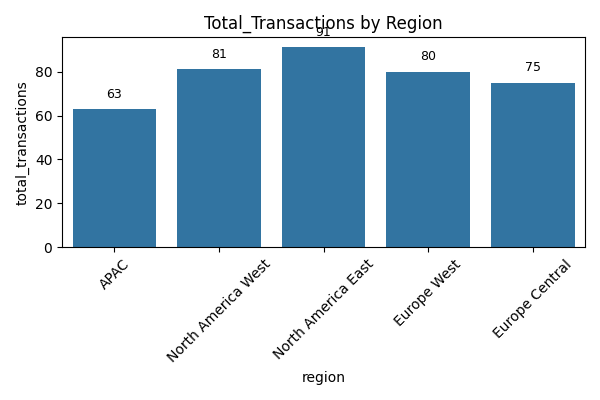 Total_Transactions by Region
total_transactions
80
60
40
20
0
63
81
91
80
75
APAC
North America West
North America East
Europe West
Europe Central
region